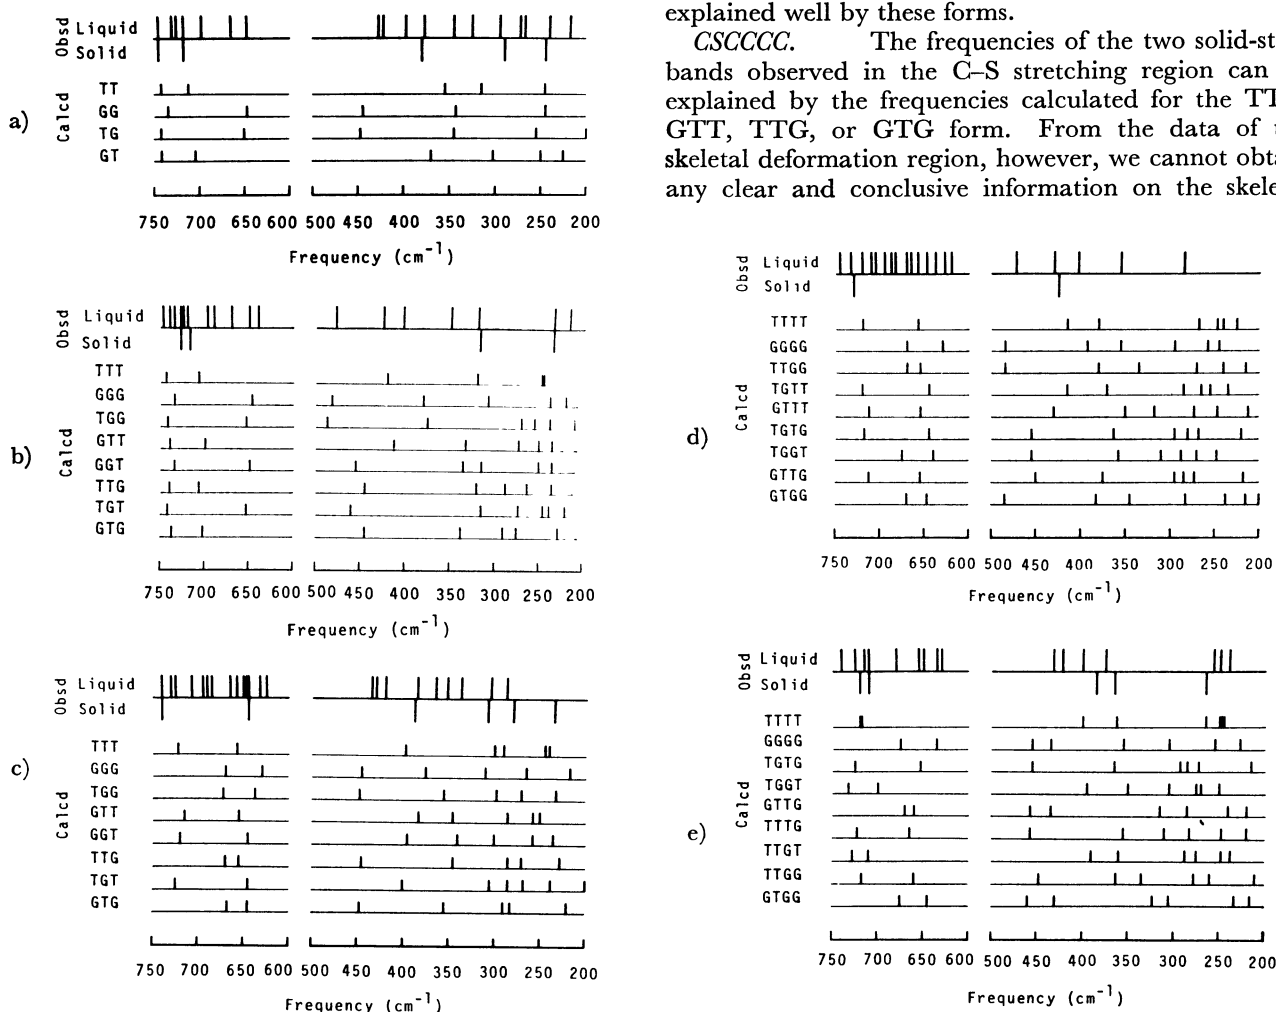 explained well by these forms.
CSCCCC. The frequencies of the two solid-st
bands observed in the C–S stretching region can
explained by the frequencies calculated for the TT
GTT, TTG, or GTG form. From the data of t
skeletal deformation region, however, we cannot obta
any clear and conclusive information on the skele
a)
Obsd
Liquid
Solid
Calcd
TT
GG
TG
GT
750 700 650 600 500 450 400 350 300 250 200
Frequency (cm-1)
b)
Obsd
Liquid
Solid
Calcd
TTT
GGG
TGG
GTT
GGT
TTG
TGT
GTG
750 700 650 600 500 450 400 350 300 250 200
Frequency (cm-1)
c)
Obsd
Liquid
Solid
Calcd
TTT
GGG
TGG
GTT
GGT
TTG
TGT
GTG
750 700 650 600 500 450 400 350 300 250 200
Frequency (cm-1)
d)
Obsd
Liquid
Solid
Calcd
TTTT
GGGG
TTGG
TGTT
GTTT
TGTG
TGGT
GTTG
GTGG
750 700 650 600 500 400 350 300 250 200
Frequency (cm-1)
e)
Obsd
Liquid
Solid
Calcd
TTTT
GGGG
TGTG
TGGT
GTTG
TTTG
TTGT
TTGG
GTGG
750 700 650 600 500 400 350 300 250 200
Frequency (cm-1)